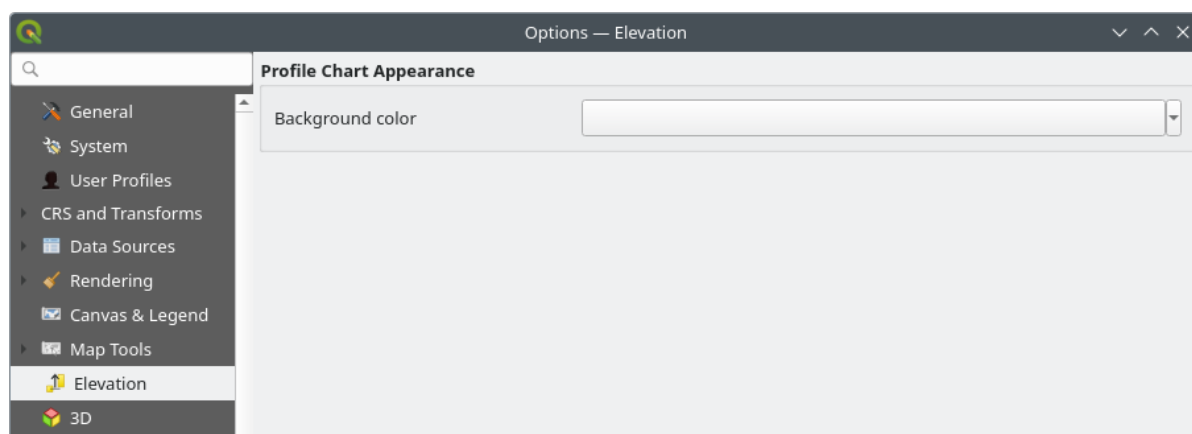 Options — Elevation
Profile Chart Appearance
Background color
General
System
User Profiles
CRS and Transforms
Data Sources
Rendering
Canvas & Legend
Map Tools
Elevation
3D